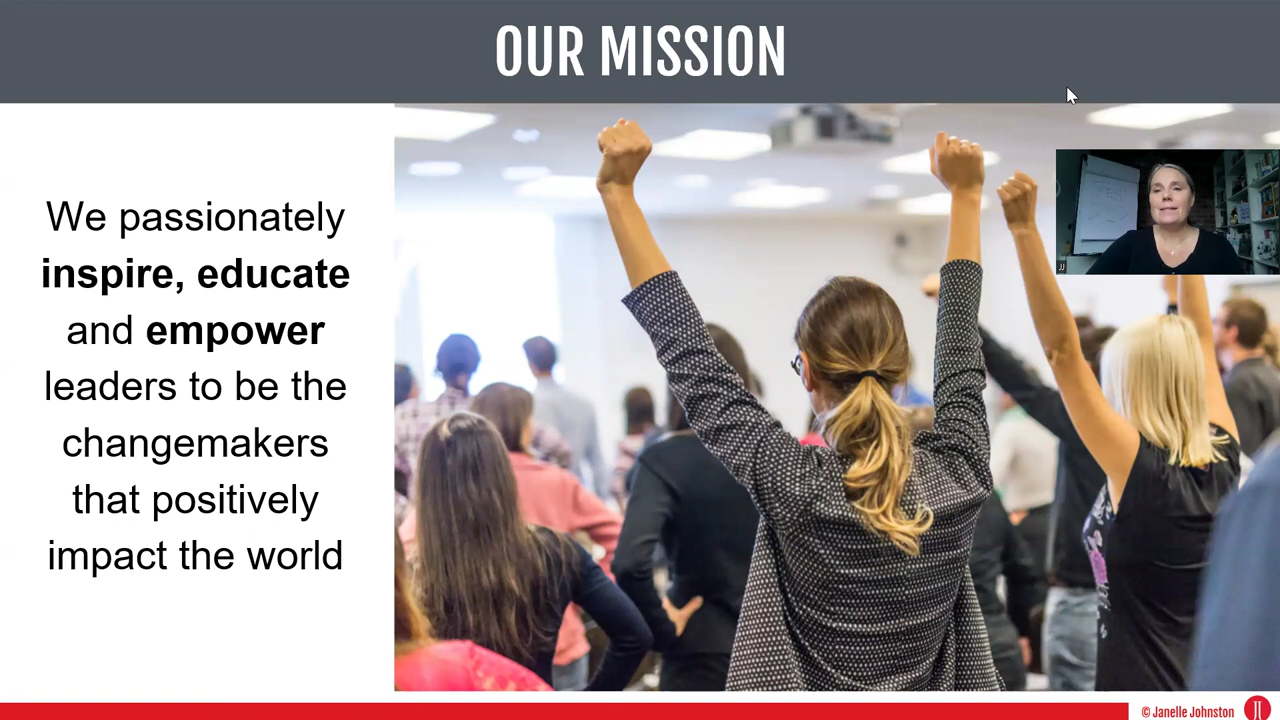 OUR MISSION
We passionately
inspire, educate
and empower
leaders to be the
changemakers
that positively
impact the world
JJ
© Janelle Johnston